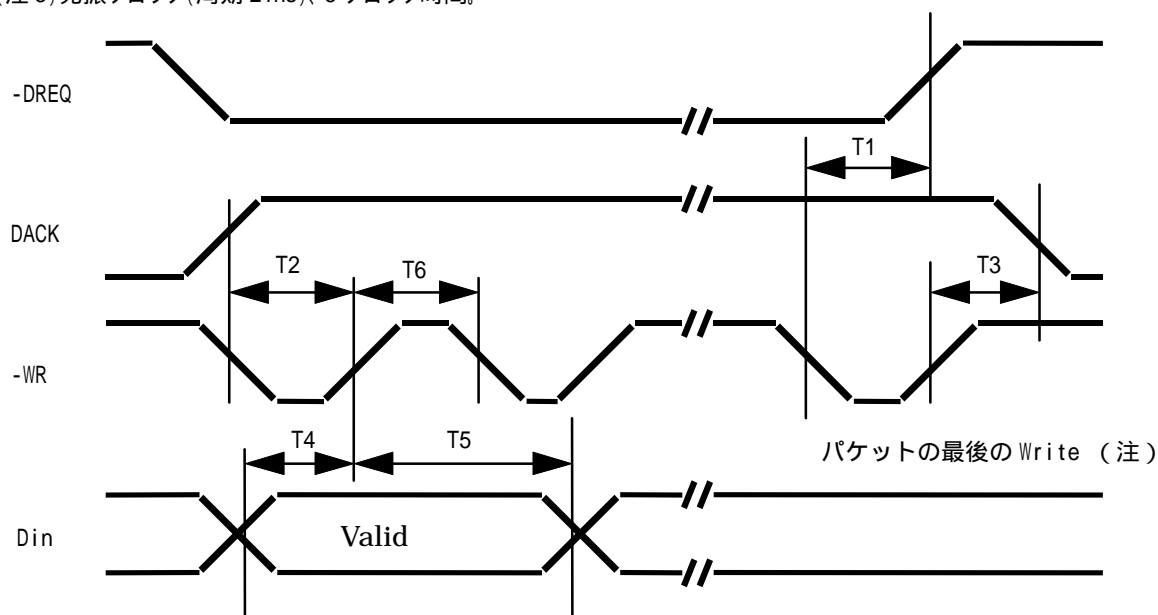 -DREQ
T1
DACK
T2
T6
T3
-WR
T4
T5
パケットの最後の Write （注）
Din
Valid